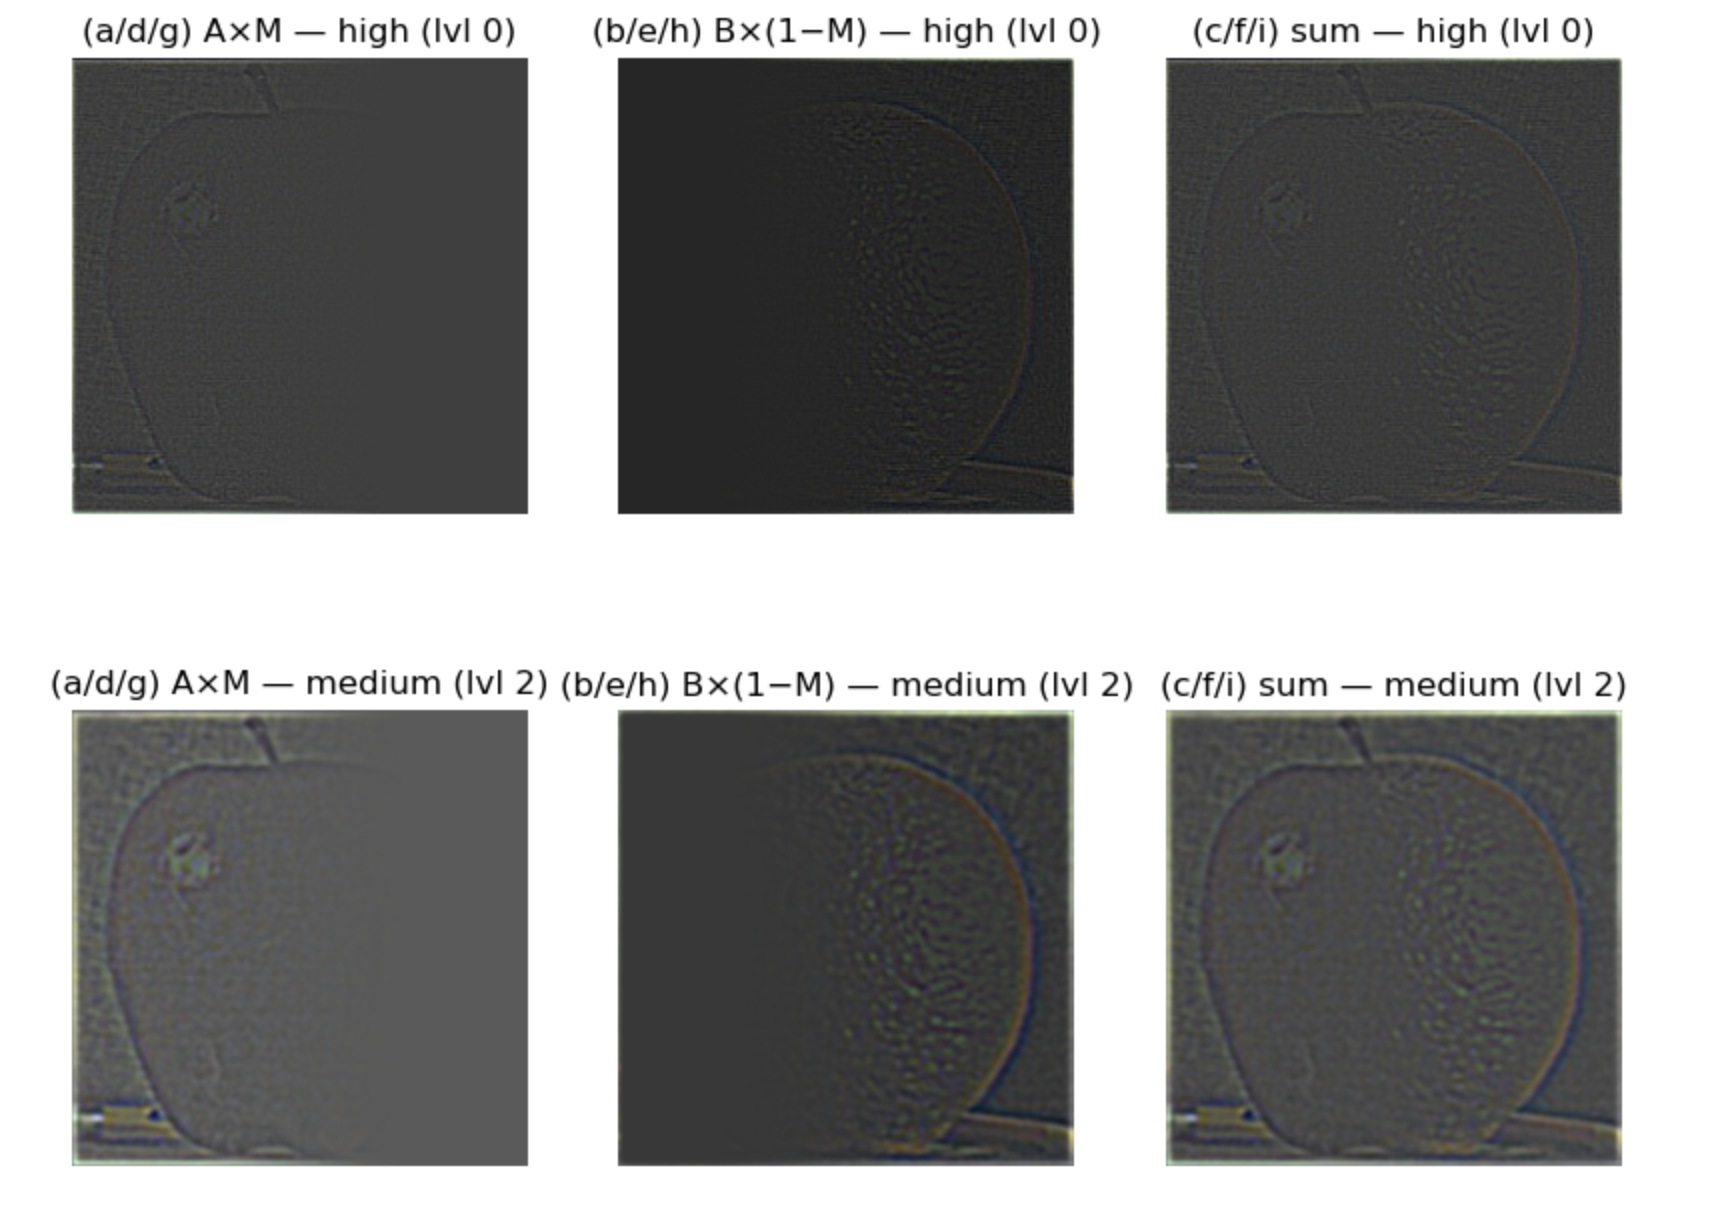 (a/d/g) A×M — high (lvl 0)
(b/e/h) B×(1−M) — high (lvl 0)
(c/f/i) sum — high (lvl 0)
(a/d/g) A×M — medium (lvl 2)
(b/e/h) B×(1−M) — medium (lvl 2)
(c/f/i) sum — medium (lvl 2)